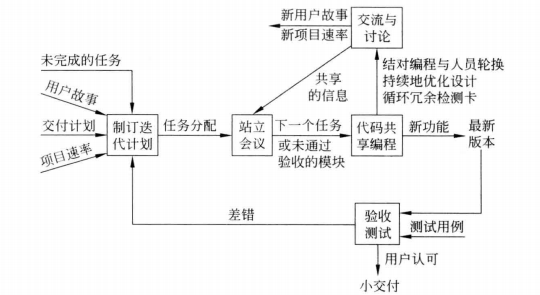 新用户故事
新项目速率
交流与
讨论
未完成的任务
用户故事
交付计划
项目速率
共享
的信息
结对编程与人员轮换
持续地优化设计
循环冗余检测卡
制订迭
代计划
任务分配
站立
会议
下一个任务
或未通过
验收的模块
代码共
享编程
新功能
最新
版本
差错
验收
测试
测试用例
用户认可
小交付